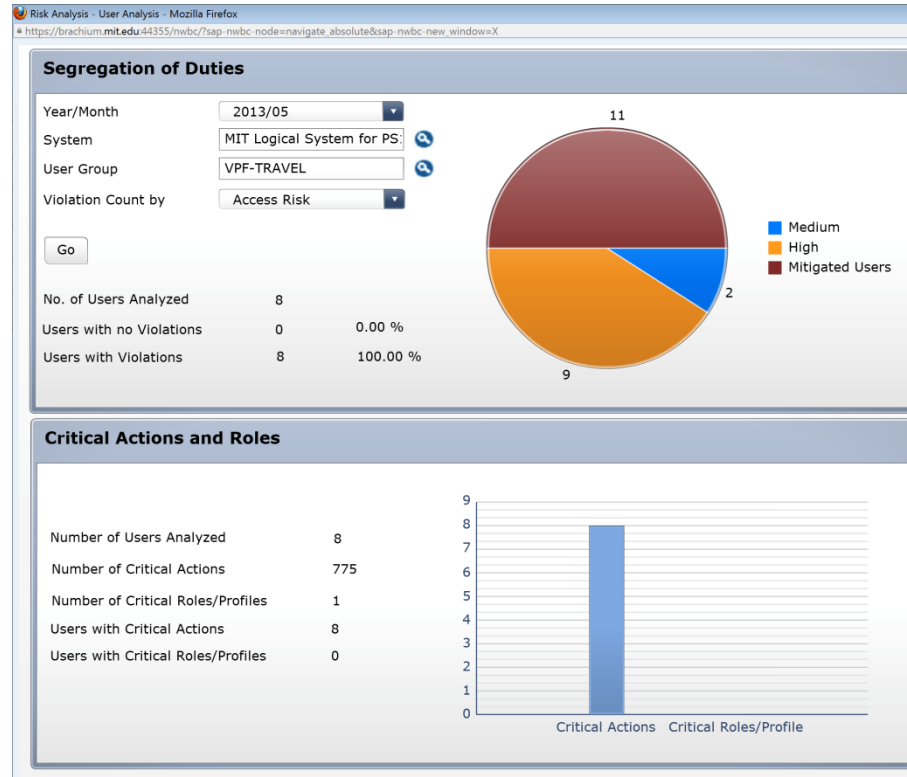 Risk Analysis - User Analysis - Mozilla Firefox
https://brachium.mit.edu:44355/nwbc/?sap-nwbc-node=navigate_absolute&sap-nwbc-new_window=X
Segregation of Duties
Year/Month 2013/05
System MIT Logical System for PS:
User Group VPF-TRAVEL
Violation Count by Access Risk
Go
No. of Users Analyzed 8
Users with no Violations 0 0.00 %
Users with Violations 8 100.00 %
11
2
9
Medium
High
Mitigated Users
Critical Actions and Roles
Number of Users Analyzed 8
Number of Critical Actions 775
Number of Critical Roles/Profiles 1
Users with Critical Actions 8
Users with Critical Roles/Profiles 0
9
8
7
6
5
4
3
2
1
0
Critical Actions Critical Roles/Profile